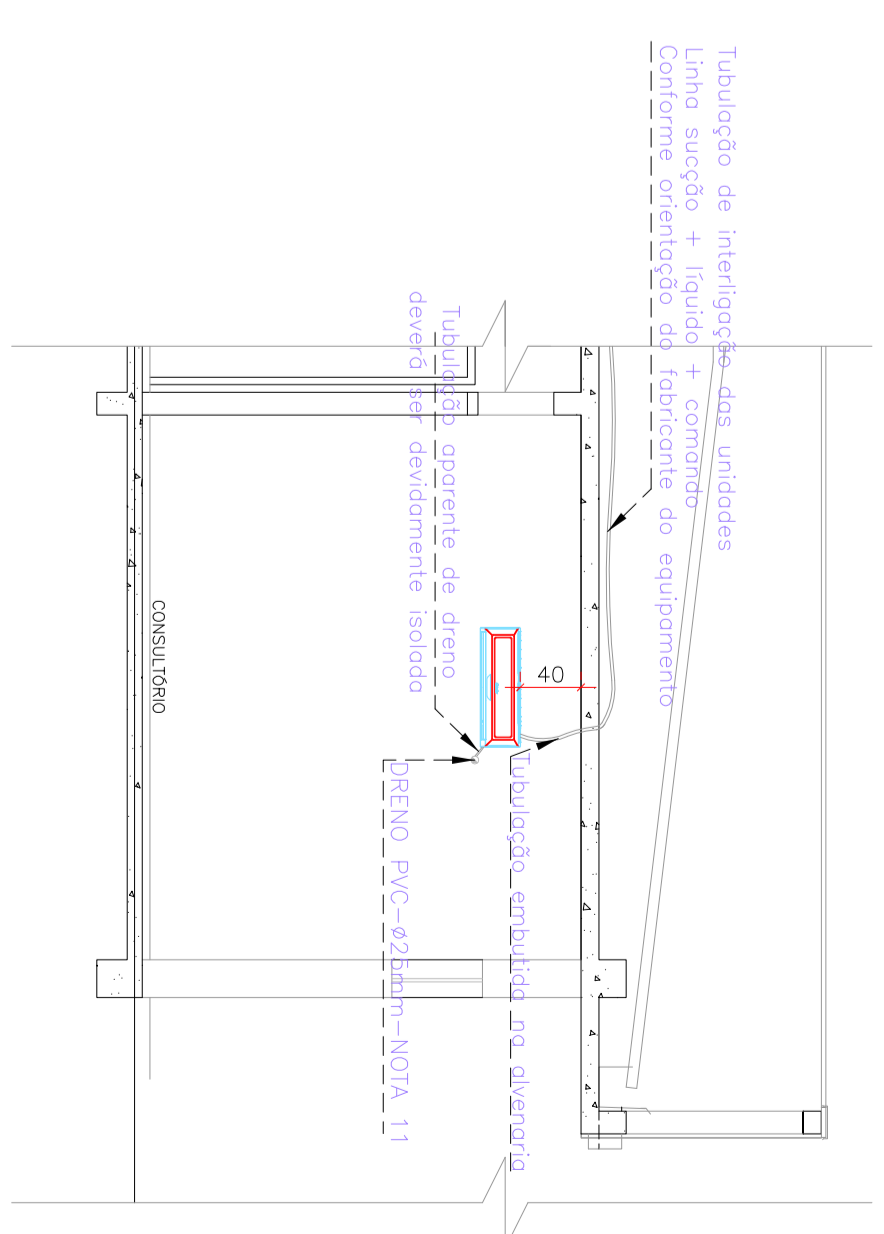 Tubulação de interligação das unidades
Linha sucção + líquido + comando
Conforme orientação do fabricante do equipamento
Tubulação aparente de dreno
deverá ser devidamente isolada
40
CONSULTÓRIO
Tubulação embutida na alvenaria
DRENO PVC-Ø25mm-NOTA 11